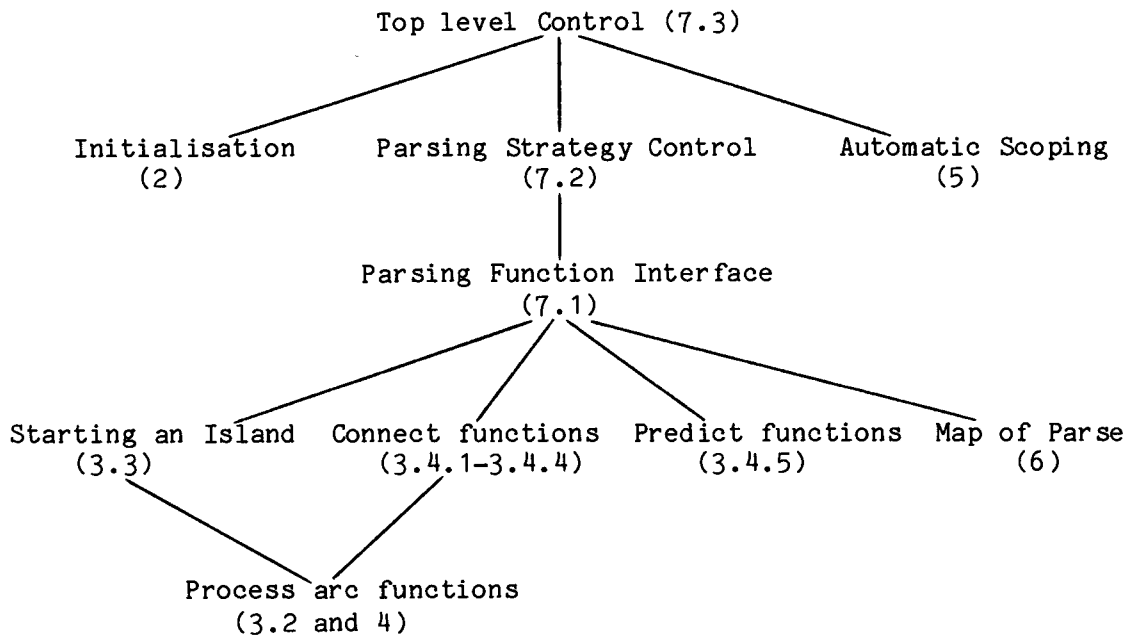 Top level Control (7.3)
Initialisation Parsing Strategy Control Automatic Scoping
(2) (7.2) (5)
Parsing Function Interface
(7.1)
Starting an Island Connect functions Predict functions Map of Parse
(3.3) (3.4.1-3.4.4) (3.4.5) (6)
Process arc functions
(3.2 and 4)